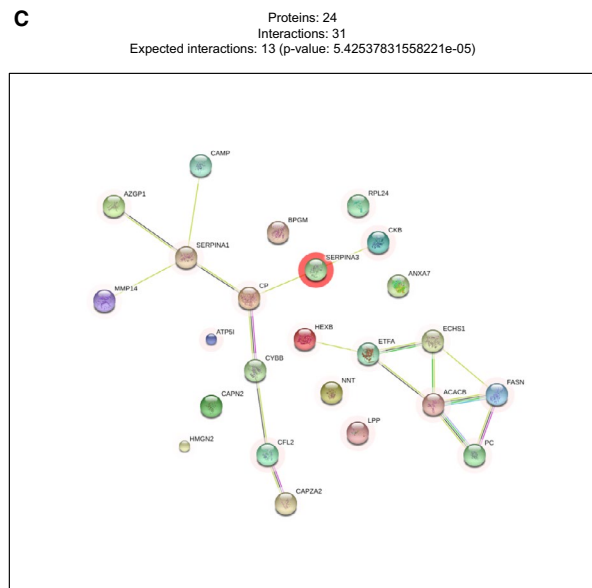 C
Proteins: 24
Interactions: 31
Expected interactions: 13 (p-value: 5.42537831558221e-05)
CAMP
AZGP1
RPL24
BPGM
CKB
SERPINA1
SERPINA3
ANXA7
MMP14
CP
ATP5I
HEXB
ECHS1
ETFA
CYBB
NNT
FASN
ACACB
CAPN2
LPP
HMGN2
CFL2
PC
CAPZA2